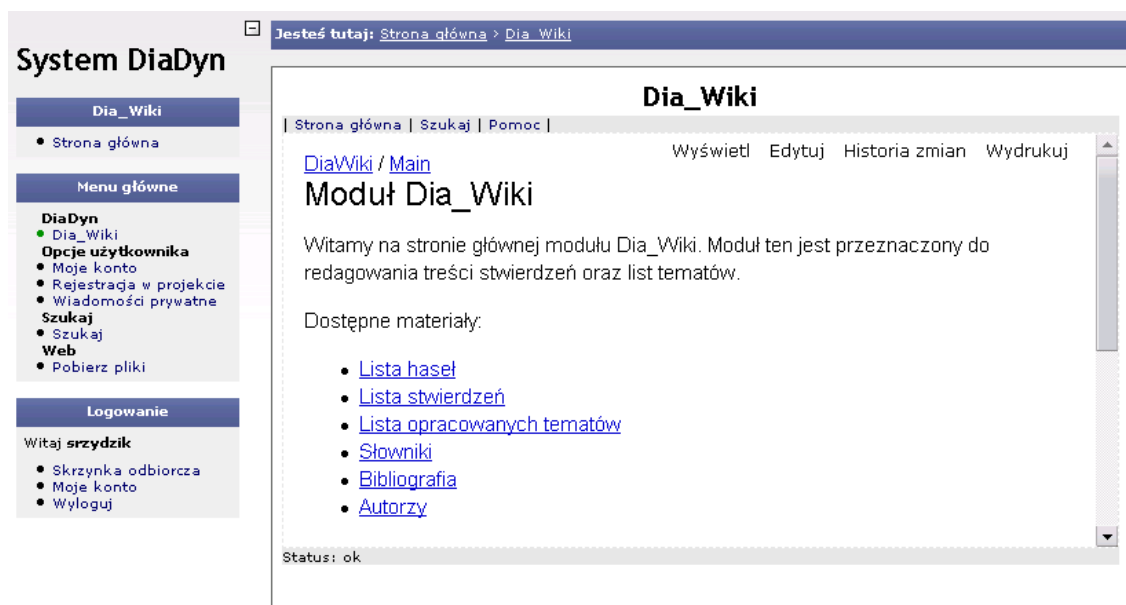 System DiaDyn
Dia_Wiki
Strona główna
Menu główne
DiaDyn
Dia_Wiki
Opcje użytkownika
Moje konto
Rejestracja w projekcie
Wiadomości prywatne
Szukaj
Szukaj
Web
Pobierz pliki
Logowanie
Witaj srzydzik
Skrzynka odbiorcza
Moje konto
Wyloguj
Jesteś tutaj: Strona główna > Dia_Wiki
Dia_Wiki
| Strona główna | Szukaj | Pomoc |
Wyświetl Edytuj Historia zmian Wydrukuj
DiaWiki / Main
Moduł Dia_Wiki
Witamy na stronie głównej modułu Dia_Wiki. Moduł ten jest przeznaczony do
redagowania treści stwierdzeń oraz list tematów.
Dostępne materiały:
Lista haseł
Lista stwierdzeń
Lista opracowanych tematów
Słowniki
Bibliografia
Autorzy
Status: ok